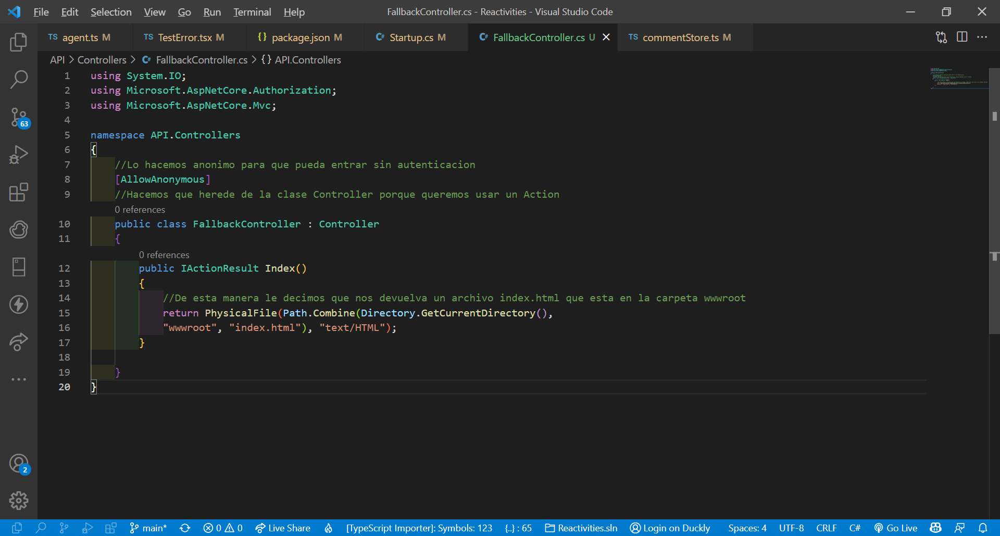 File Edit Selection View Go Run Terminal Help FallbackController.cs - Reactivities - Visual Studio Code
TS agent.ts M TS TestError.tsx M {} package.json M C# Startup.cs M C# FallbackController.cs U TS commentStore.ts M
API > Controllers > C# FallbackController.cs > {} API.Controllers
1 using System.IO;
2 using Microsoft.AspNetCore.Authorization;
3 using Microsoft.AspNetCore.Mvc;
4
5 namespace API.Controllers
6 {
7 //Lo hacemos anonimo para que pueda entrar sin autenticacion
8 [AllowAnonymous]
9 //Hacemos que herede de la clase Controller porque queremos usar un Action
0 references
10 public class FallbackController : Controller
11 {
0 references
12 public IActionResult Index()
13 {
14 //De esta manera le decimos que nos devuelva un archivo index.html que esta en la carpeta wwwroot
15 return PhysicalFile(Path.Combine(Directory.GetCurrentDirectory(),
16 "wwwroot", "index.html"), "text/HTML");
17 }
18
19 }
20 }
63
2
main* 0 0 Live Share [TypeScript Importer]: Symbols: 123 {..} : 65 Reactivities.sln Login on Duckly Spaces: 4 UTF-8 CRLF C# Go Live